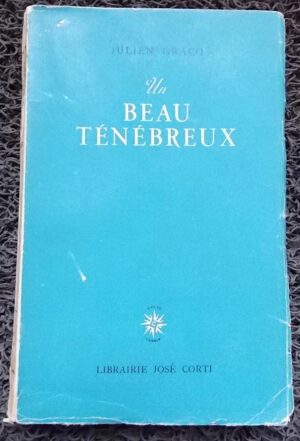 JULIEN GRACQ
Un
BEAU
TÉNÉBREUX
LIBRAIRIE JOSÉ CORTI